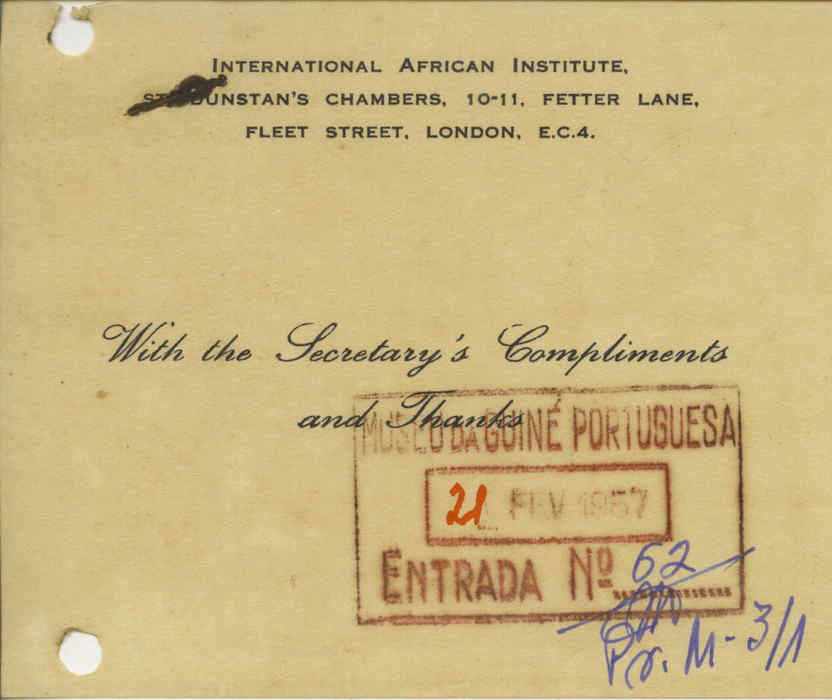 INTERNATIONAL AFRICAN INSTITUTE,
ST. DUNSTAN'S CHAMBERS, 10-11, FETTER LANE,
FLEET STREET, LONDON, E.C.4.
With the Secretary's Compliments
and Thanks
MUSEU DA GUINÉ PORTUGUESA
21 FEV 1957
ENTRADA Nº 62
Pr. M-3/1